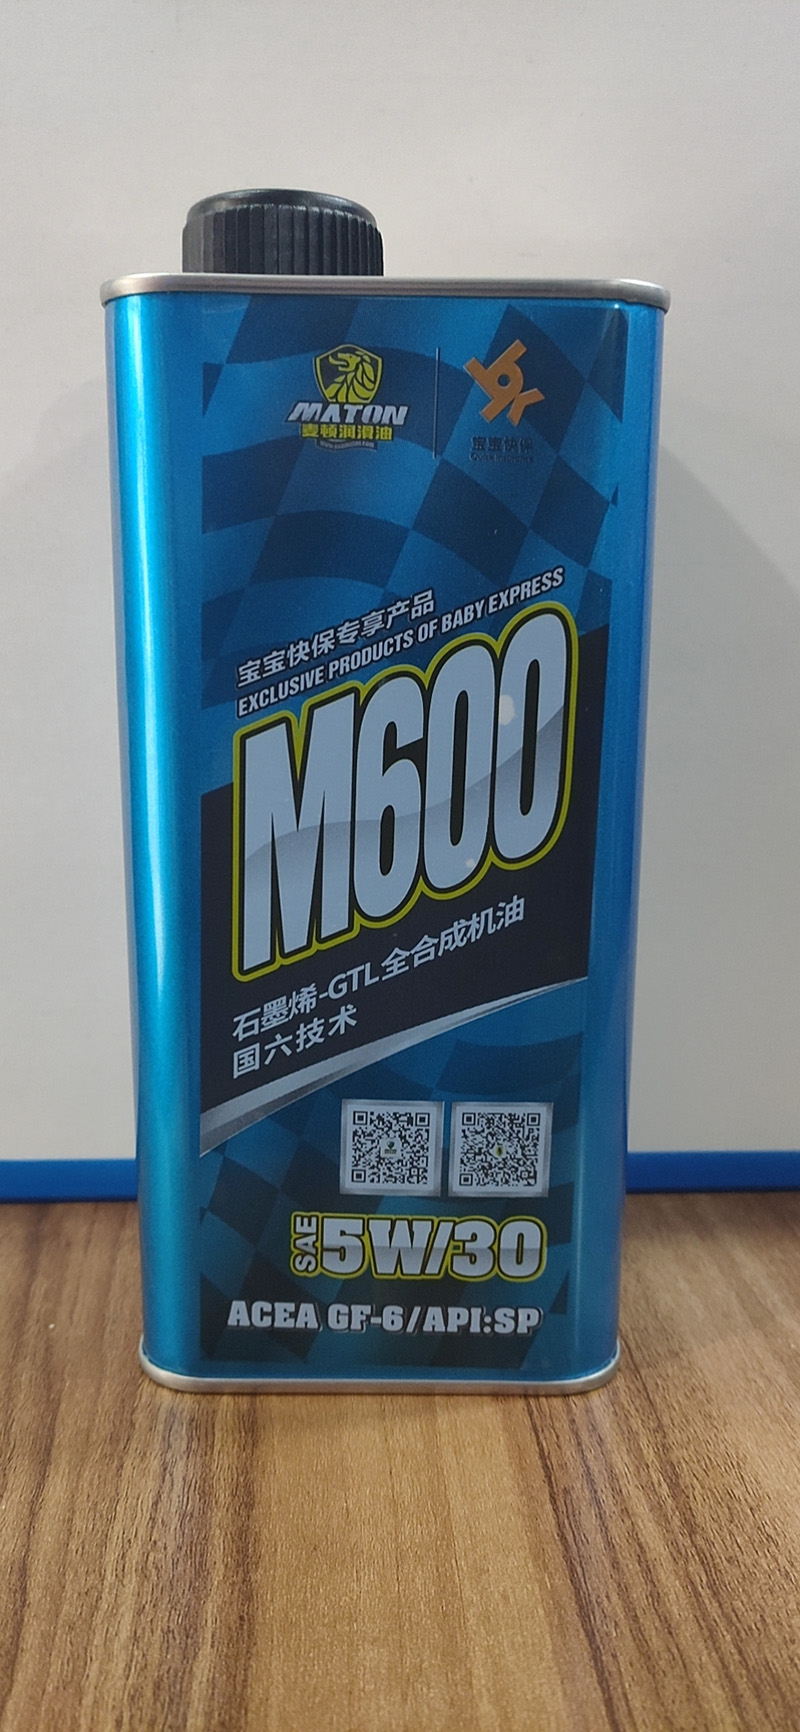 MATON
麦顿润滑油
宝宝快保
宝宝快保专享产品
EXCLUSIVE PRODUCTS OF BABY EXPRESS
M600
石墨烯-GTL全合成机油
国六技术
SAE 5W/30
ACEA GF-6/API:SP